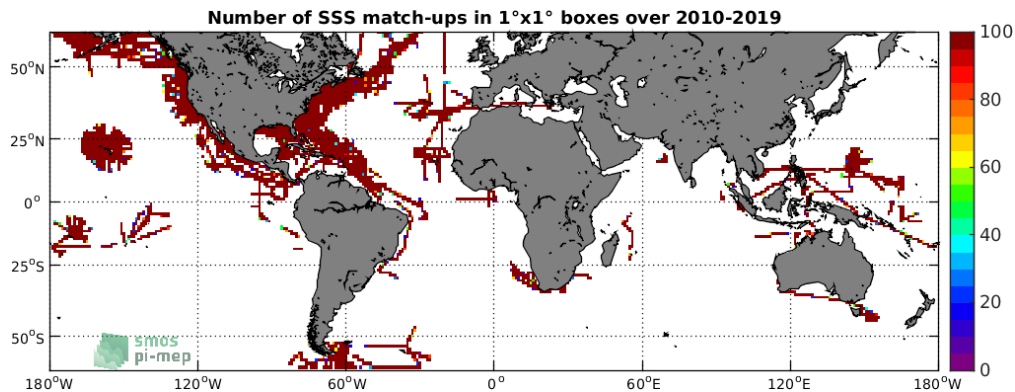 Number of SSS match-ups in 1°x1° boxes over 2010-2019
100
50°N
80
25°N
60
0°
40
25°S
20
50°S
smos
pi-mep
0
180°W 120°W 60°W 0° 60°E 120°E 180°W